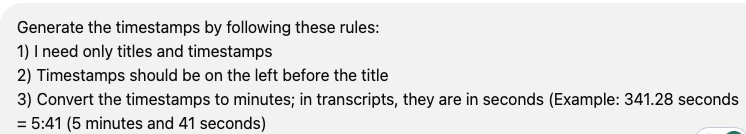 Generate the timestamps by following these rules:
1) I need only titles and timestamps
2) Timestamps should be on the left before the title
3) Convert the timestamps to minutes; in transcripts, they are in seconds (Example: 341.28 seconds
= 5:41 (5 minutes and 41 seconds)